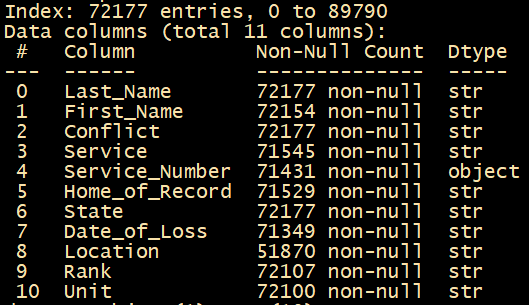 Index: 72177 entries, 0 to 89790
Data columns (total 11 columns):
 #   Column          Non-Null Count  Dtype
---  ------          --------------  -----
 0   Last_Name       72177 non-null  str
 1   First_Name      72154 non-null  str
 2   Conflict        72177 non-null  str
 3   Service         71545 non-null  str
 4   Service_Number  71431 non-null  object
 5   Home_of_Record  71529 non-null  str
 6   State           72177 non-null  str
 7   Date_of_Loss    71349 non-null  str
 8   Location        51870 non-null  str
 9   Rank            72107 non-null  str
 10  Unit            72100 non-null  str